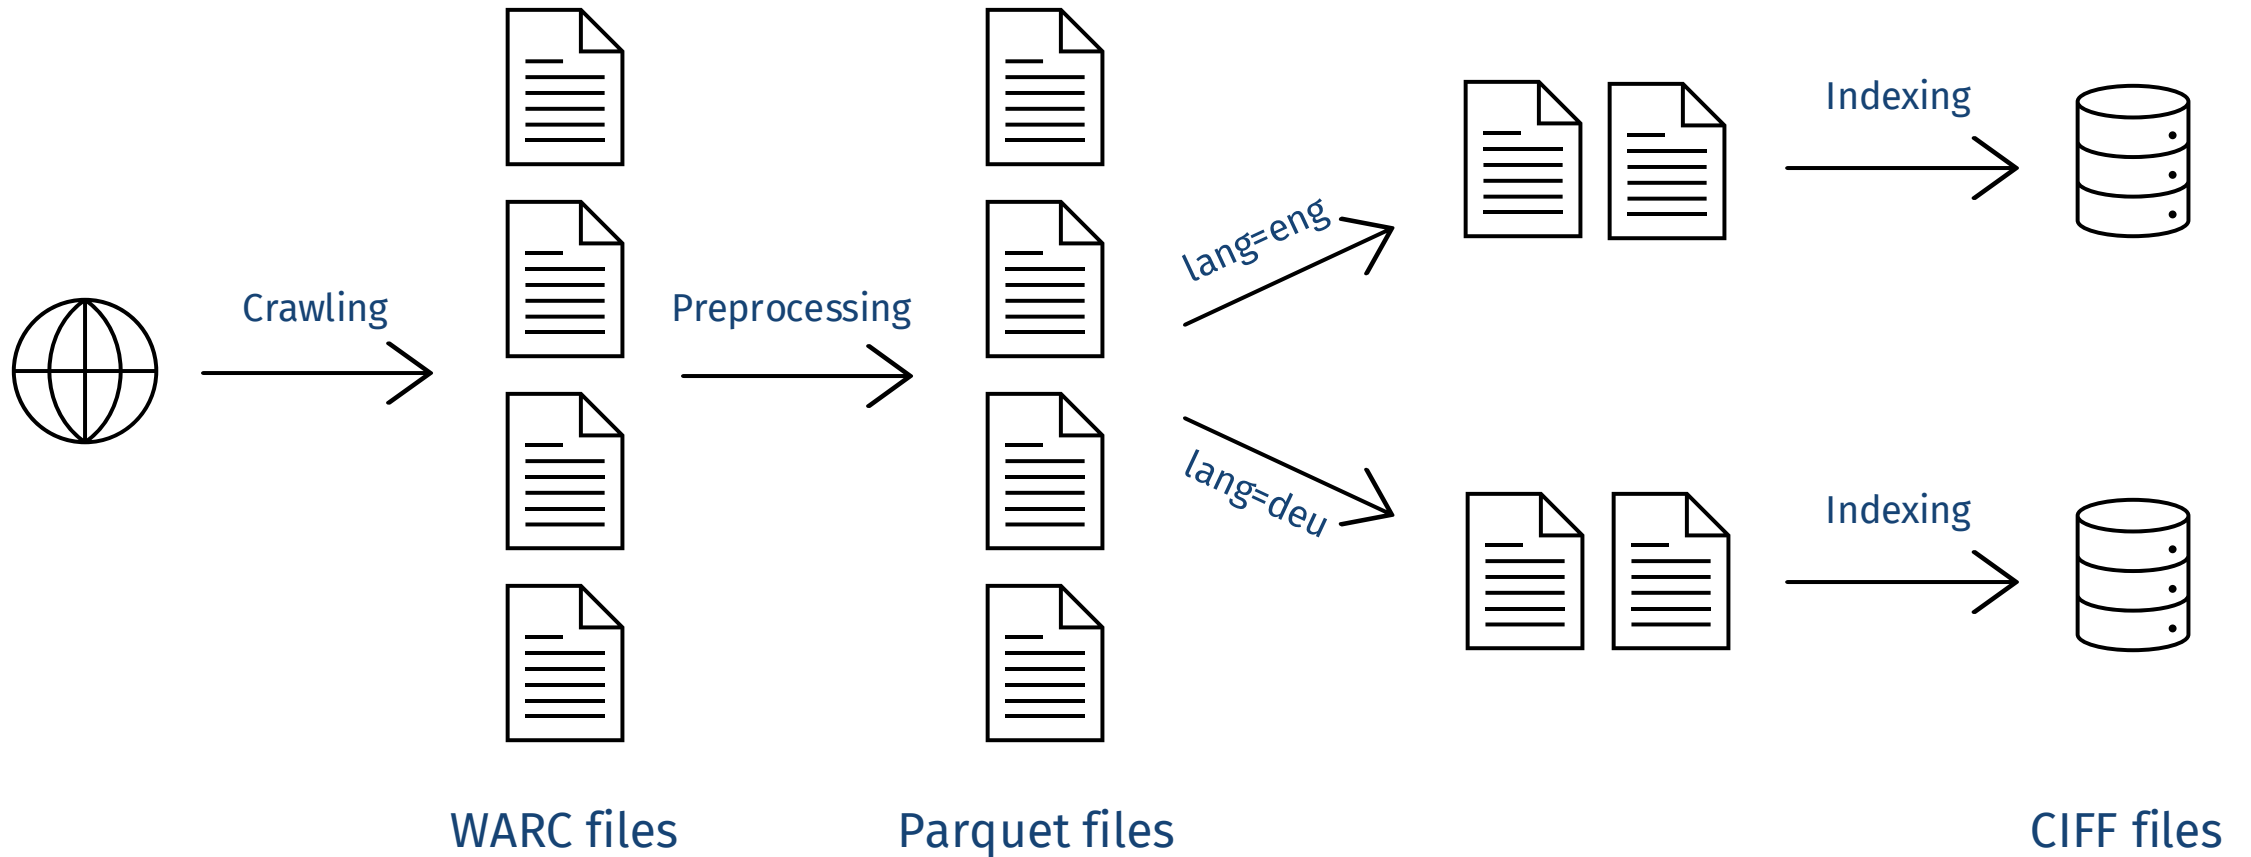 Crawling
Preprocessing
lang=eng
lang=deu
Indexing
Indexing
WARC files
Parquet files
CIFF files